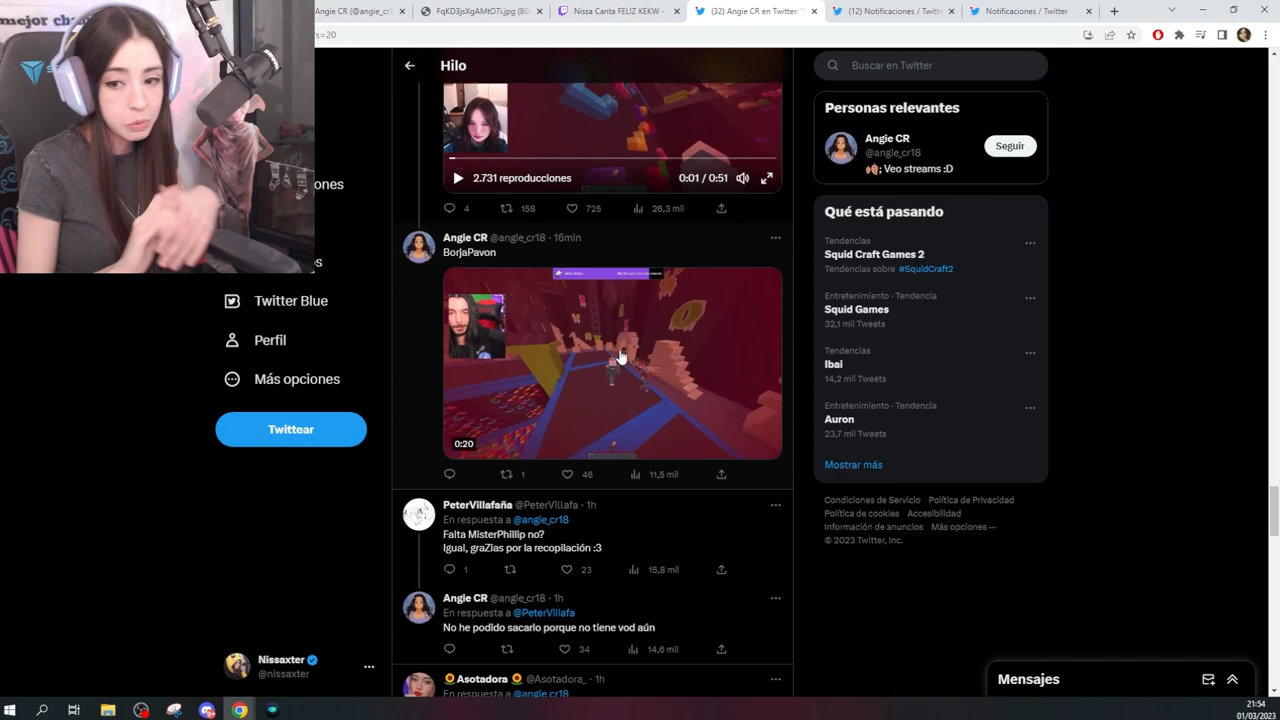 mejor
Angie CR (@angie_cr1
FqKD3jsXgAMtO7i.jpg (80
Nissa Canta FELIZ KEKW -
(32) Angie CR en Twitter: "
(12) Notificaciones / Twitter
Notificaciones / Twitter
s=20
Hilo
Buscar en Twitter
Personas relevantes
Angie CR
@angie_cr18
Seguir
; Veo streams :D
2.731 reproducciones
0:01 / 0:51
4
158
725
26,3 mil
Qué está pasando
Tendencias
Squid Craft Games 2
Tendencias sobre #SquidCraft2
Entretenimiento · Tendencia
Squid Games
32,1 mil Tweets
Tendencias
Ibai
14,2 mil Tweets
Entretenimiento · Tendencia
Auron
23,7 mil Tweets
Mostrar más
Condiciones de Servicio Política de Privacidad
Política de cookies Accesibilidad
Información de anuncios Más opciones ···
© 2023 Twitter, Inc.
ones
s
Twitter Blue
Perfil
Más opciones
Twittear
Nissaxter
@nissaxter
Angie CR @angie_cr18 · 16min
BorjaPavon
0:20
1
46
11,5 mil
PeterVillafaña @PeterVillafa · 1h
En respuesta a @angie_cr18
Falta MisterPhillip no?
Igual, graZias por la recopilación :3
1
23
15,8 mil
Angie CR @angie_cr18 · 1h
En respuesta a @PeterVillafa
No he podido sacarlo porque no tiene vod aún
34
14,6 mil
Asotadora @Asotadora_ · 1h
En respuesta a @angie_cr18
Mensajes
21:54
01/03/2023